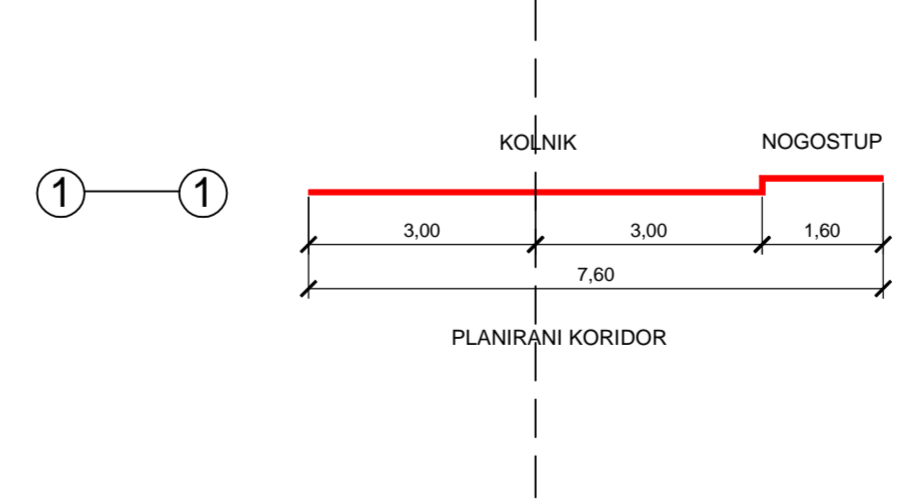 KOLNIK NOGOSTUP
1 1
3,00 3,00 1,60
7,60
PLANIRANI KORIDOR